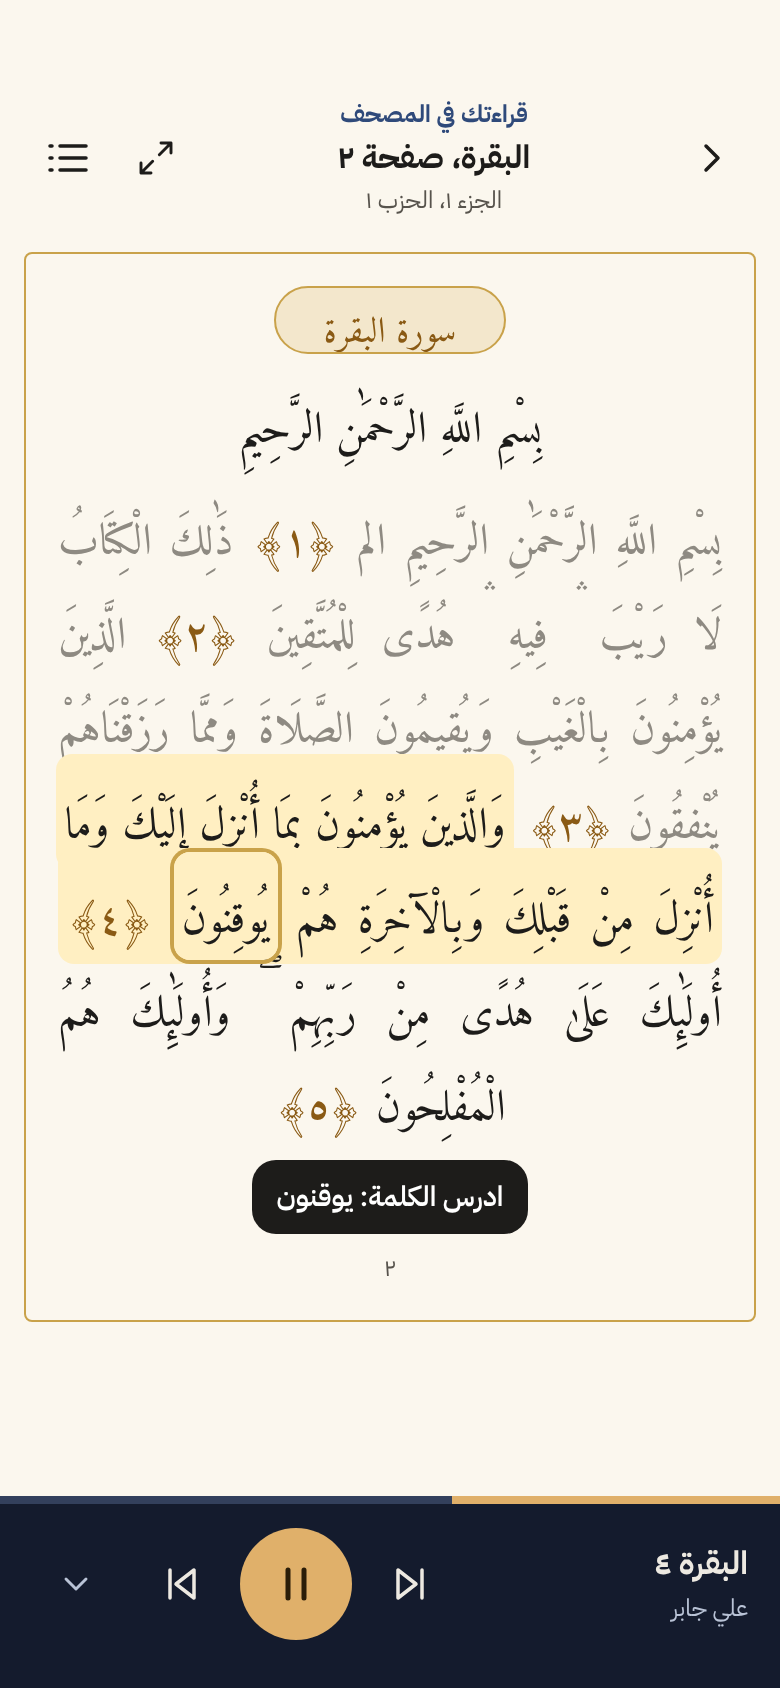 قراءتك في المصحف
البقرة، صفحة ٢
الجزء ١، الحزب ١
سورة البقرة
بِسْمِ اللَّهِ الرَّحْمَٰنِ الرَّحِيمِ
بِسْمِ اللَّهِ الرَّحْمَٰنِ الرَّحِيمِ الم ﴿١﴾ ذَٰلِكَ الْكِتَابُ
لَا رَيْبَ ۛ فِيهِ ۛ هُدًى لِلْمُتَّقِينَ ﴿٢﴾ الَّذِينَ
يُؤْمِنُونَ بِالْغَيْبِ وَيُقِيمُونَ الصَّلَاةَ وَمِمَّا رَزَقْنَاهُمْ
يُنْفِقُونَ ﴿٣﴾ وَالَّذِينَ يُؤْمِنُونَ بِمَا أُنْزِلَ إِلَيْكَ وَمَا
أُنْزِلَ مِنْ قَبْلِكَ وَبِالْآخِرَةِ هُمْ يُوقِنُونَ ﴿٤﴾
أُولَٰئِكَ عَلَىٰ هُدًى مِنْ رَبِّهِمْ ۖ وَأُولَٰئِكَ هُمُ
الْمُفْلِحُونَ ﴿٥﴾
ادرس الكلمة: يوقنون
٢
البقرة ٤
علي جابر